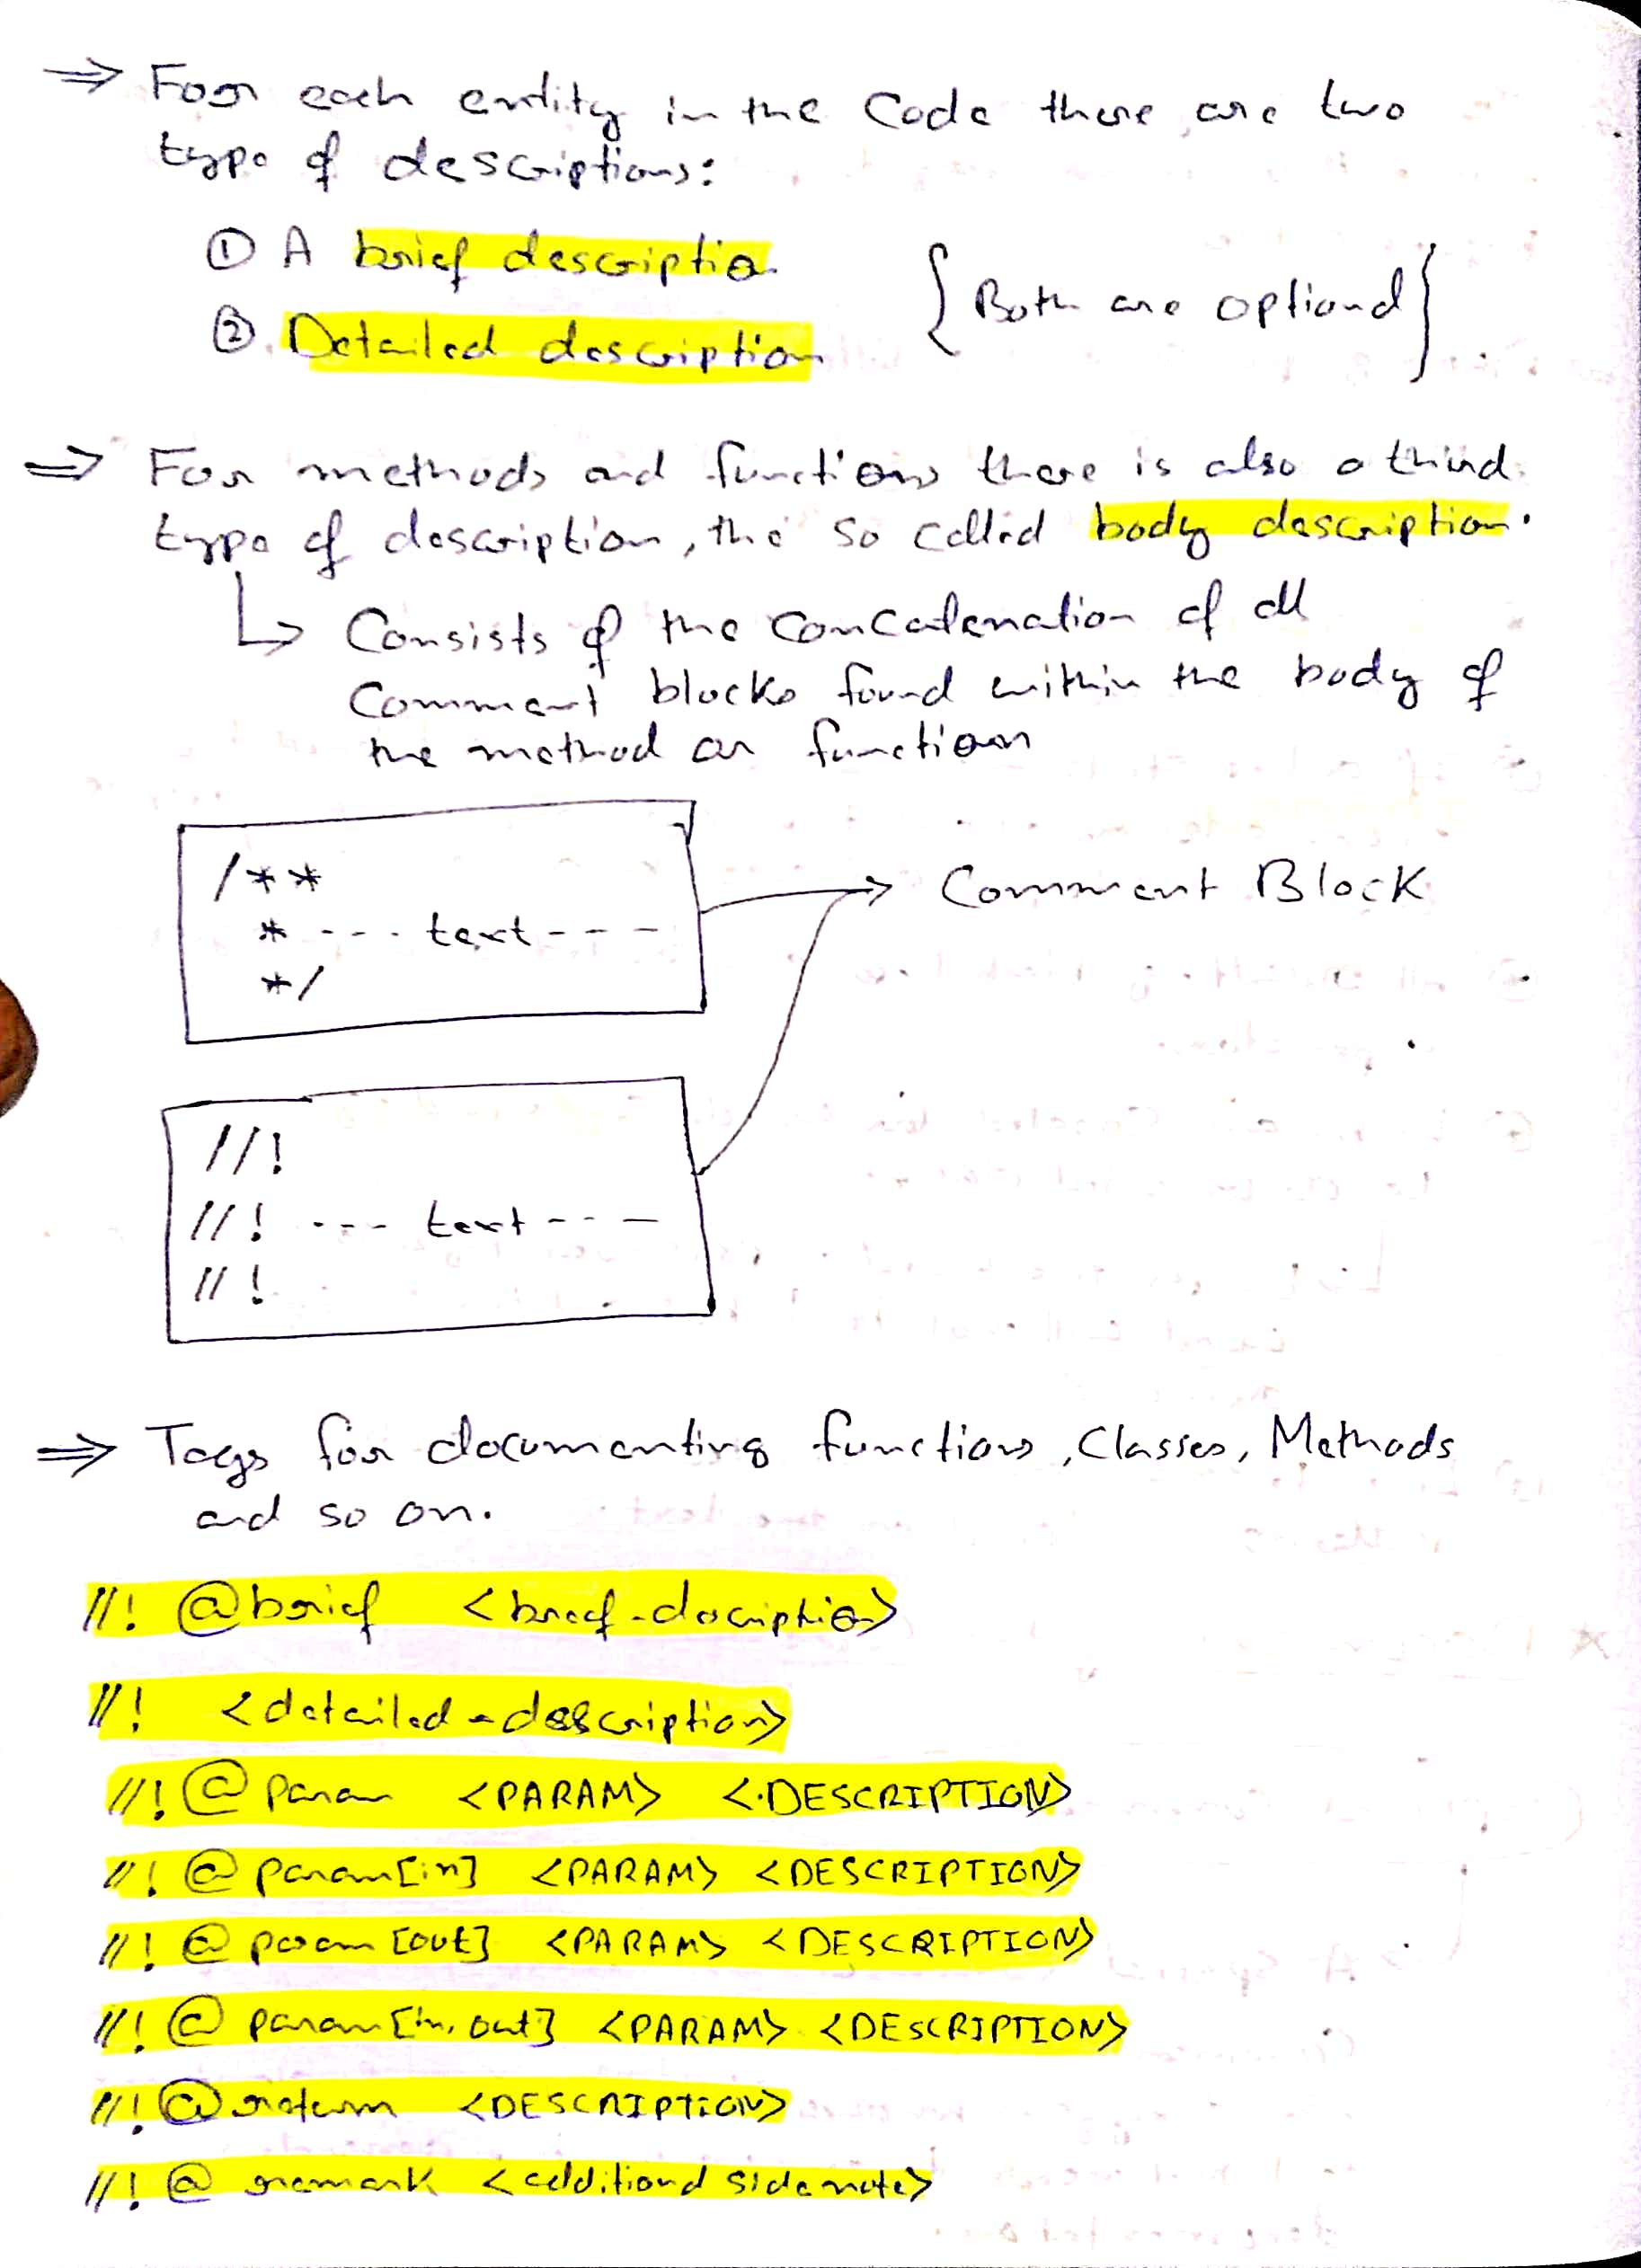 ⇒ For each entity in the Code there are two
type of descriptions:
① A brief description
② Detailed description
{Both are optional}
⇒ For methods and functions there is also a third
type of description, the so called body description.
↳ Consists of the Concatenation of all
Comment blocks found within the body of
the method or function
/**
* --- text ---
*/
→ Comment Block
//!
//! --- text ---
//!
⇒ Tags for documenting functions, Classes, Methods
and so on.
//! @brief <breef-description>
//! <detailed-description>
//! @param <PARAM> <DESCRIPTION>
//! @param[in] <PARAM> <DESCRIPTION>
//! @param[out] <PARAM> <DESCRIPTION>
//! @param[in, out] <PARAM> <DESCRIPTION>
//! @return <DESCRIPTION>
//! @remark <additional side note>